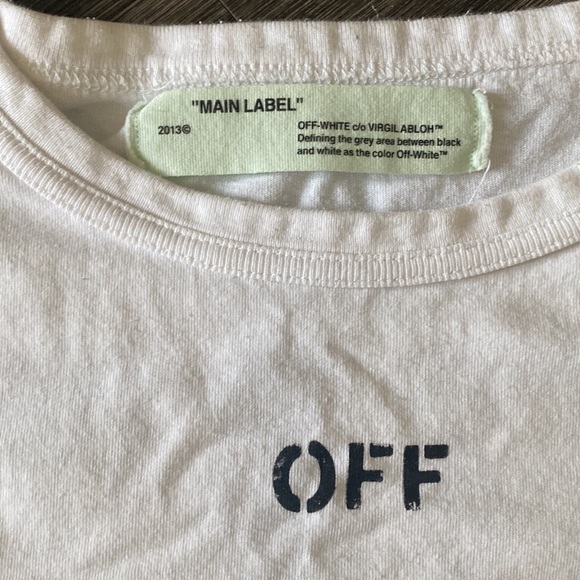 "MAIN LABEL"
2013©
OFF-WHITE c/o VIRGIL ABLOH™
Defining the grey area between black
and white as the color Off-White™
OFF